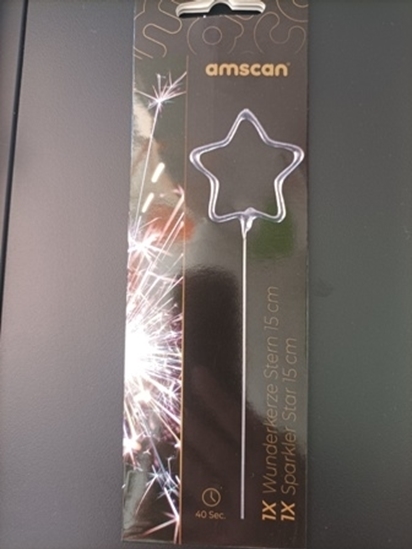 amscan
1X Wunderkerze Stern 15 cm
1X Sparkler Star 15 cm
40 Sec.